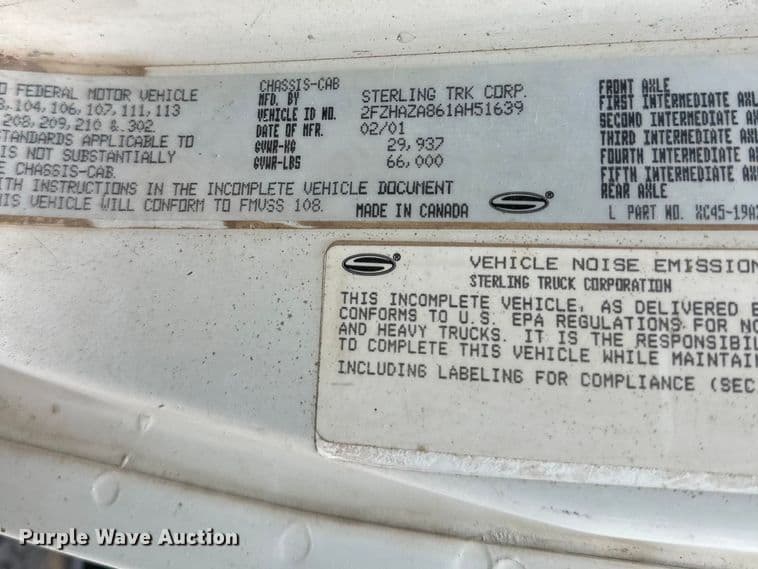 O FEDERAL MOTOR VEHICLE
3, 104, 106, 107, 111, 113
208, 209, 210 & 302.
STANDARDS APPLICABLE TO
IS NOT SUBSTANTIALLY
E CHASSIS-CAB.
ITH INSTRUCTIONS IN THE INCOMPLETE VEHICLE DOCUMENT
HIS VEHICLE WILL CONFORM TO FMVSS 108.
CHASSIS-CAB
MFD. BY STERLING TRK CORP.
VEHICLE ID NO. 2FZHAZA861AH51639
DATE OF MFR. 02/01
GVWR-KG 29,937
GVWR-LBS 66,000
MADE IN CANADA
FRONT AXLE
FIRST INTERMEDIATE AXL
SECOND INTERMEDIATE AX
THIRD INTERMEDIATE AXL
FOURTH INTERMEDIATE A
FIFTH INTERMEDIATE A
REAR AXLE
L PART NO. XC45-19A
VEHICLE NOISE EMISSION
STERLING TRUCK CORPORATION
THIS INCOMPLETE VEHICLE, AS DELIVERED B
CONFORMS TO U.S. EPA REGULATIONS FOR NO
AND HEAVY TRUCKS. IT IS THE RESPONSIBIL
TO COMPLETE THIS VEHICLE WHILE MAINTAI
INCLUDING LABELING FOR COMPLIANCE (SEC
Purple Wave Auction